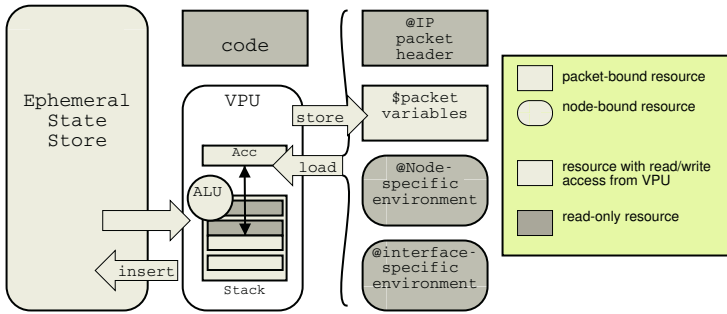 Ephemeral
State
Store
code
VPU
Acc
ALU
Stack
insert
store
load
@IP
packet
header
$packet
variables
@Node-
specific
environment
@interface-
specific
environment
packet-bound resource
node-bound resource
resource with read/write
access from VPU
read-only resource